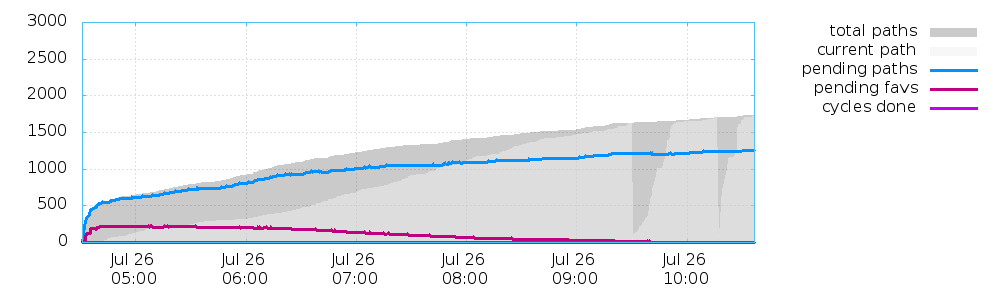 3000
2500
2000
1500
1000
500
0
Jul 26 Jul 26 Jul 26 Jul 26 Jul 26 Jul 26
05:00 06:00 07:00 08:00 09:00 10:00
total paths
current path
pending paths
pending favs
cycles done